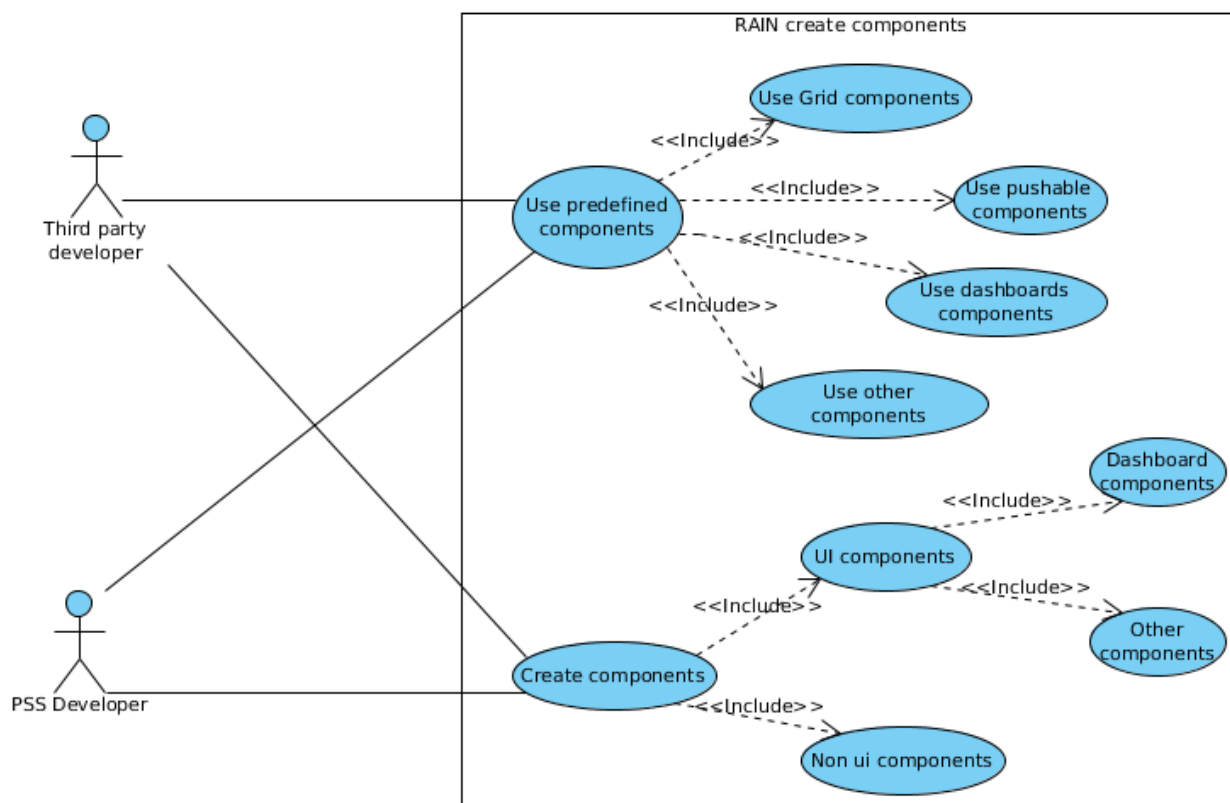 RAIN create components
Use Grid components
<<Include>>
Third party
developer
Use predefined
components
<<Include>>
Use pushable
components
<<Include>>
Use dashboards
components
<<Include>>
Use other
components
Dashboard
components
<<Include>>
UI components
<<Include>>
<<Include>>
Other
components
PSS Developer
Create components
<<Include>>
Non ui components